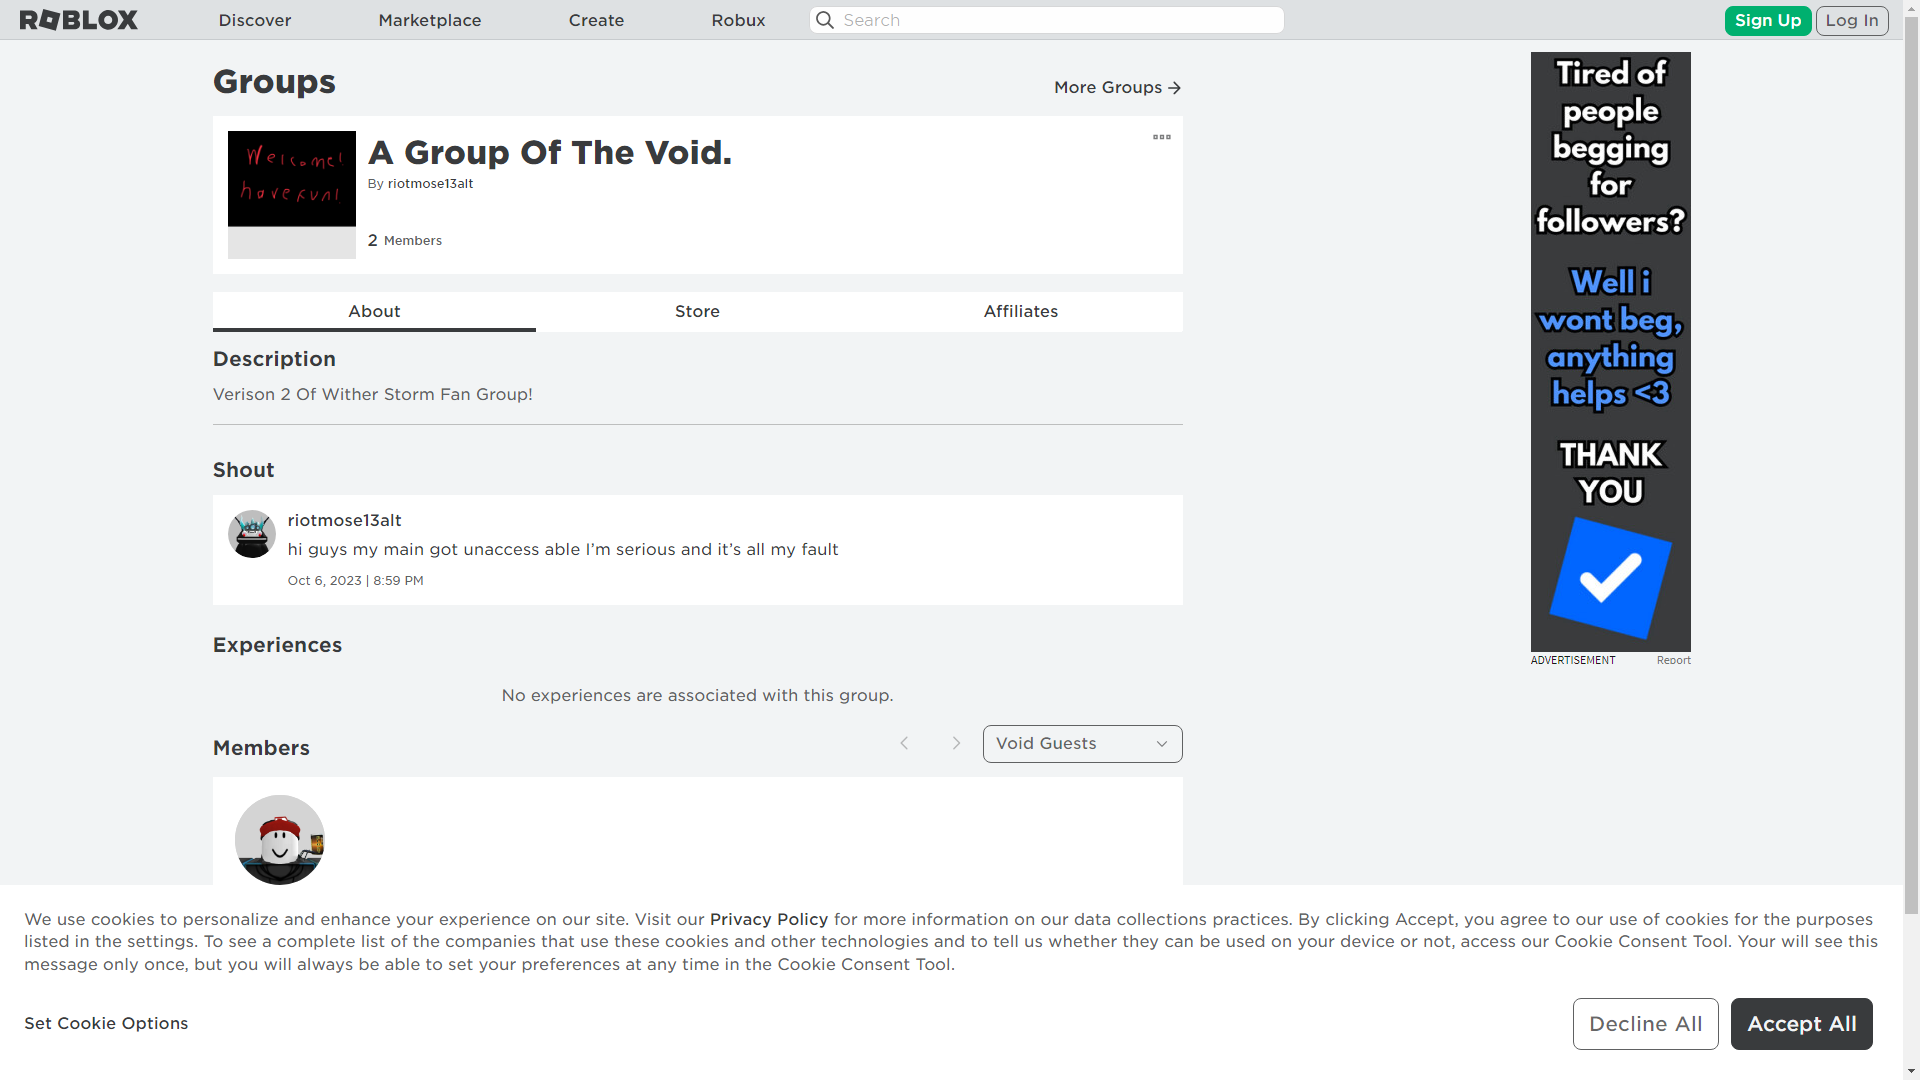 ROBLOX
Discover
Marketplace
Create
Robux
Search
Sign Up
Log In
Groups
More Groups
Welcome!
have fun!
A Group Of The Void.
By riotmose13alt
2 Members
About
Store
Affiliates
Description
Verison 2 Of Wither Storm Fan Group!
Shout
riotmose13alt
hi guys my main got unaccess able I’m serious and it’s all my fault
Oct 6, 2023 | 8:59 PM
Experiences
No experiences are associated with this group.
Members
Void Guests
Tired of
people
begging
for
followers?
Well i
wont beg,
anything
helps <3
THANK
YOU
ADVERTISEMENT
Report
We use cookies to personalize and enhance your experience on our site. Visit our Privacy Policy for more information on our data collections practices. By clicking Accept, you agree to our use of cookies for the purposes
listed in the settings. To see a complete list of the companies that use these cookies and other technologies and to tell us whether they can be used on your device or not, access our Cookie Consent Tool. Your will see this
message only once, but you will always be able to set your preferences at any time in the Cookie Consent Tool.
Set Cookie Options
Decline All
Accept All